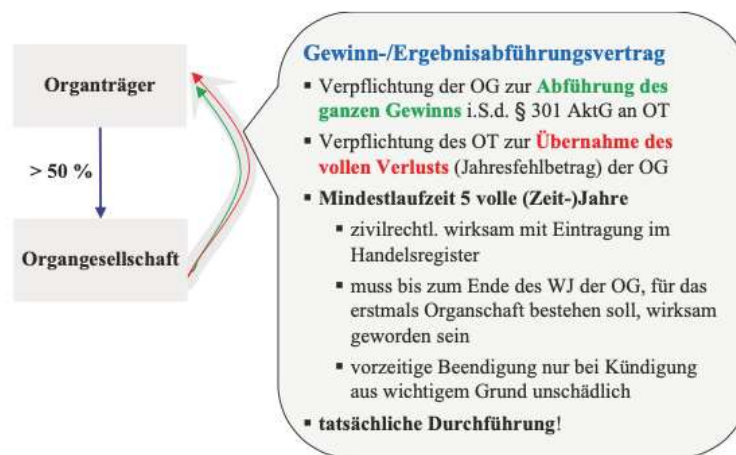 Organträger
> 50 %
Organgesellschaft
Gewinn-/Ergebnisabführungsvertrag
▪ Verpflichtung der OG zur Abführung des
ganzen Gewinns i.S.d. § 301 AktG an OT
▪ Verpflichtung des OT zur Übernahme des
vollen Verlusts (Jahresfehlbetrag) der OG
▪ Mindestlaufzeit 5 volle (Zeit-)Jahre
▪ zivilrechtl. wirksam mit Eintragung im
Handelsregister
▪ muss bis zum Ende des WJ der OG, für das
erstmals Organschaft bestehen soll, wirksam
geworden sein
▪ vorzeitige Beendigung nur bei Kündigung
aus wichtigem Grund unschädlich
▪ tatsächliche Durchführung!